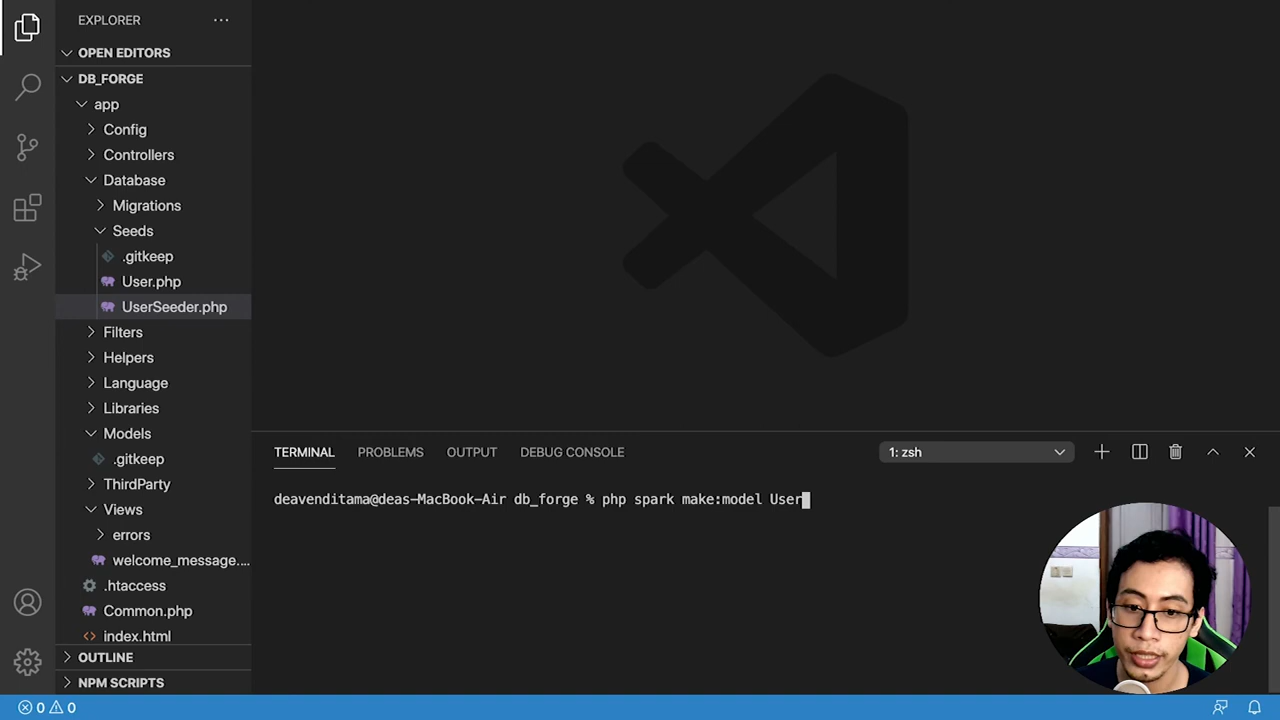 EXPLORER
OPEN EDITORS
DB_FORGE
app
Config
Controllers
Database
Migrations
Seeds
.gitkeep
User.php
UserSeeder.php
Filters
Helpers
Language
Libraries
Models
.gitkeep
ThirdParty
Views
errors
welcome_message....
.htaccess
Common.php
index.html
OUTLINE
NPM SCRIPTS
TERMINAL PROBLEMS OUTPUT DEBUG CONSOLE 1: zsh
deavenditama@deas-MacBook-Air db_forge % php spark make:model User
0 0